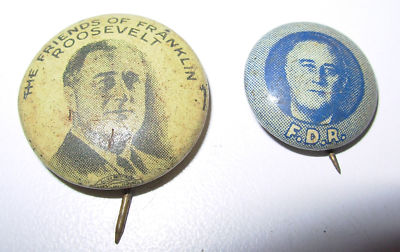 THE FRIENDS OF FRANKLIN
ROOSEVELT
F.D.R.